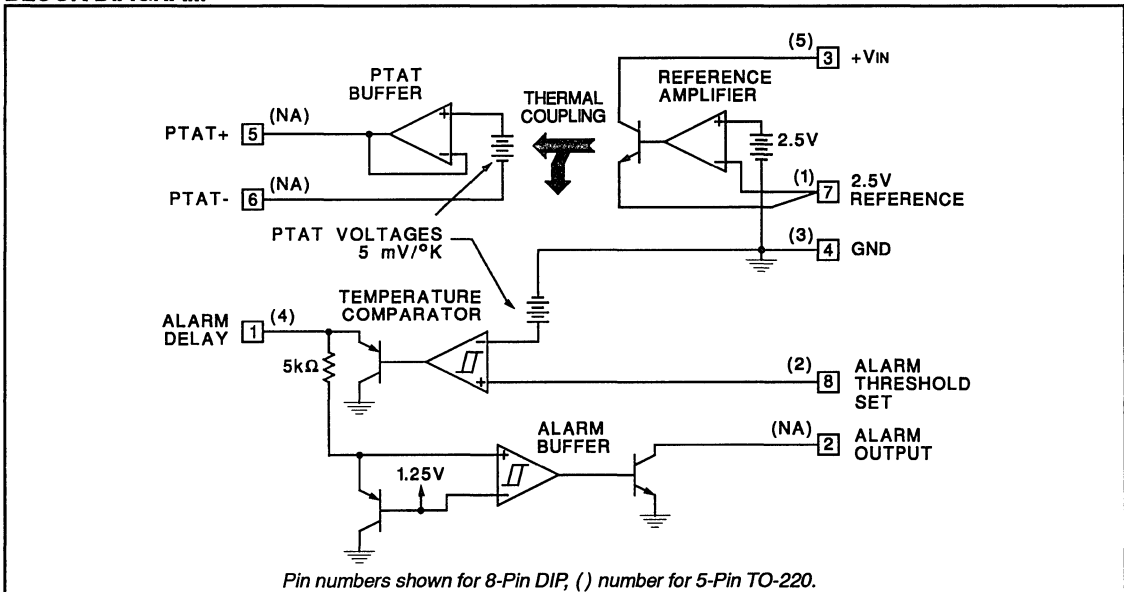 (5)
3 +VIN
PTAT
BUFFER
REFERENCE
AMPLIFIER
THERMAL
COUPLING
PTAT+ 5 (NA)
+
-
+
-
2.5V
(1)
7 2.5V
REFERENCE
PTAT- 6 (NA)
PTAT VOLTAGES
5 mV/°K
(3)
4 GND
TEMPERATURE
COMPARATOR
ALARM
DELAY 1 (4)
5kΩ
-
+
(2)
8 ALARM
THRESHOLD
SET
ALARM
BUFFER
(NA)
2 ALARM
OUTPUT
+
-
1.25V
Pin numbers shown for 8-Pin DIP, ( ) number for 5-Pin TO-220.